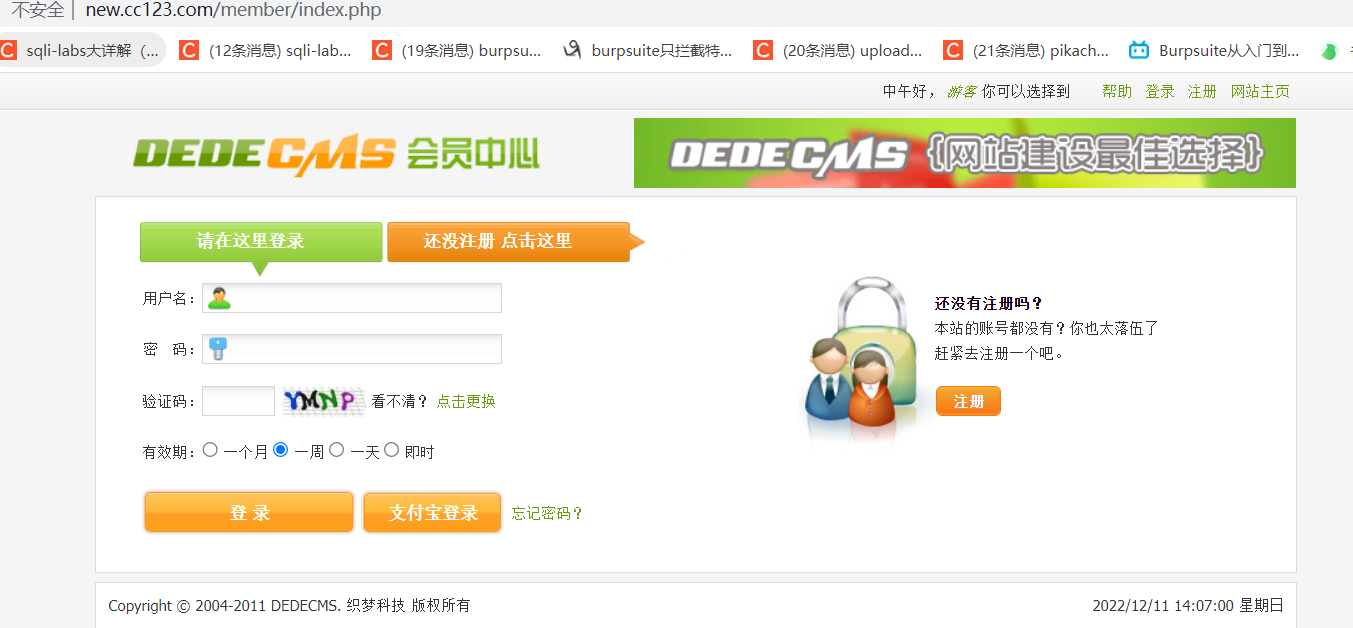 不安全 | new.cc123.com/member/index.php
sqli-labs大详解（... (12条消息) sqli-lab... (19条消息) burpsu... burpsuite只拦截特... (20条消息) upload... (21条消息) pikach... Burpsuite从入门到...
中午好， 游客 你可以选择到 帮助 登录 注册 网站主页
DEDECMS 会员中心
DEDECMS {网站建设最佳选择}
请在这里登录 还没注册 点击这里
用户名：
密 码：
验证码： YMNP 看不清？ 点击更换
有效期： 一个月 一周 一天 即时
登 录 支付宝登录 忘记密码？
还没有注册吗？
本站的账号都没有？你也太落伍了
赶紧去注册一个吧。
注册
Copyright © 2004-2011 DEDECMS. 织梦科技 版权所有 2022/12/11 14:07:00 星期日